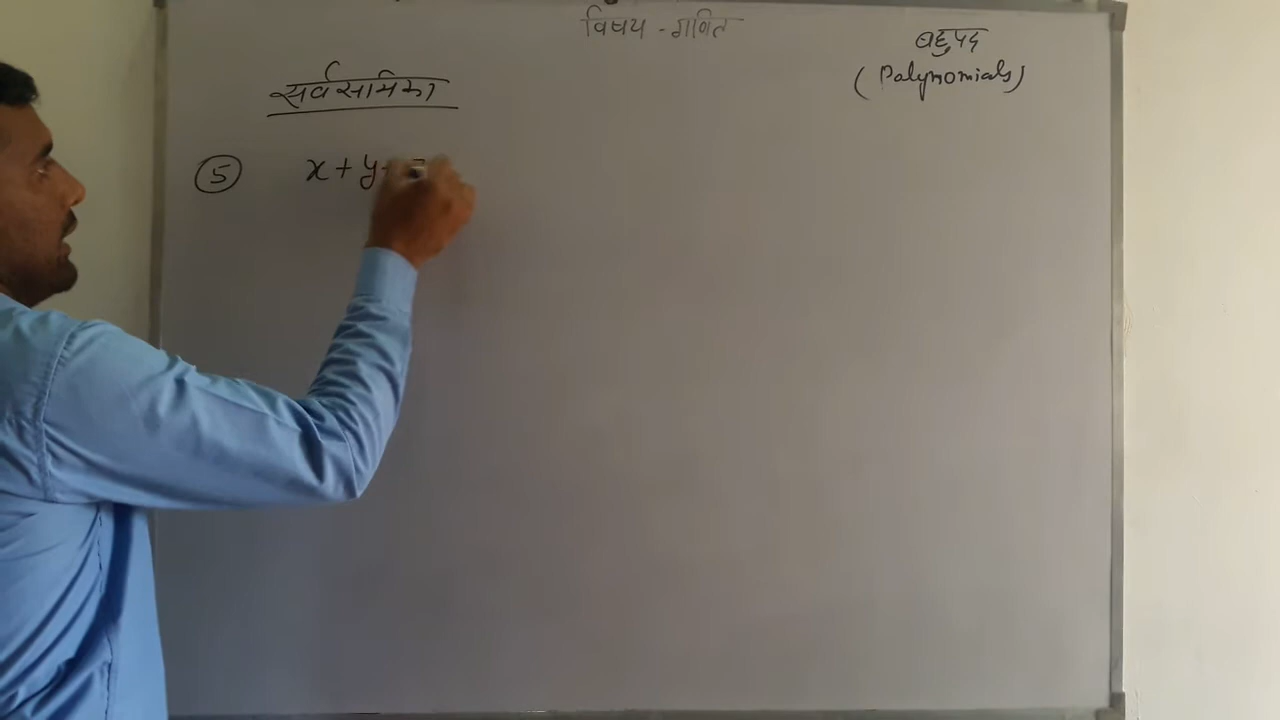 विषय - गणित
बहुपद
(Polynomials)
सर्वसमिका
5 x + y +